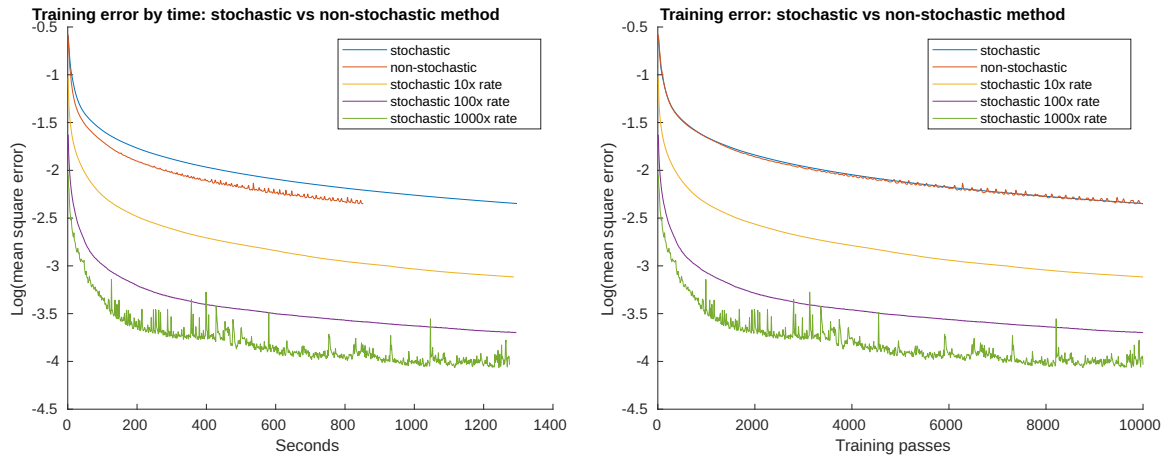 Training error by time: stochastic vs non-stochastic method
-0.5
-1
-1.5
-2
-2.5
-3
-3.5
-4
-4.5
Log(mean square error)
stochastic
non-stochastic
stochastic 10x rate
stochastic 100x rate
stochastic 1000x rate
0
200
400
600
800
1000
1200
1400
Seconds
Training error: stochastic vs non-stochastic method
-0.5
-1
-1.5
-2
-2.5
-3
-3.5
-4
-4.5
Log(mean square error)
stochastic
non-stochastic
stochastic 10x rate
stochastic 100x rate
stochastic 1000x rate
0
2000
4000
6000
8000
10000
Training passes